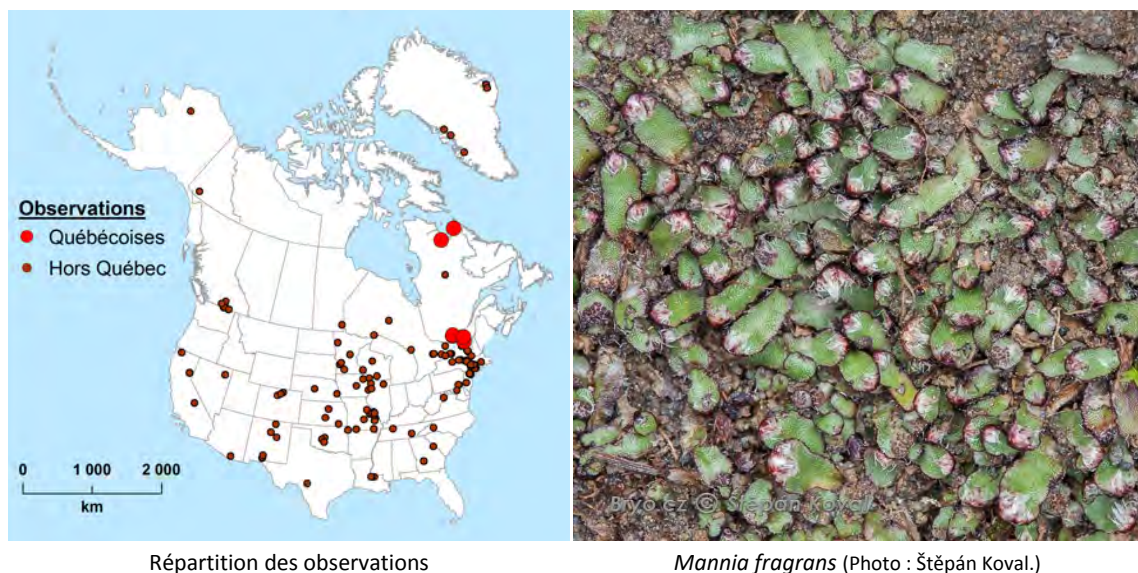 Observations
Québécoises
Hors Québec
0 1 000 2 000
km
Bryo.cz © Štěpán Koval
Répartition des observations
Mannia fragrans (Photo : Štěpán Koval.)